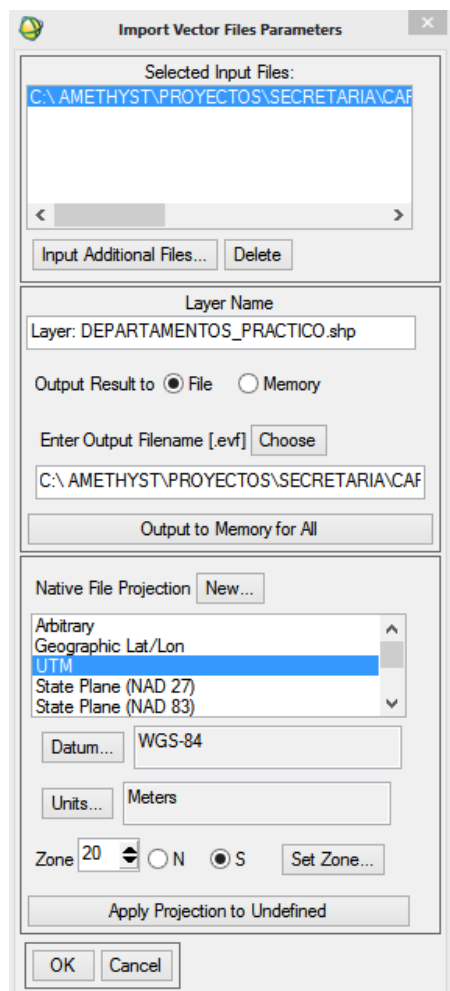 Import Vector Files Parameters
Selected Input Files:
C:\ AMETHYST\PROYECTOS\SECRETARIA\CAF
Input Additional Files... Delete
Layer Name
Layer: DEPARTAMENTOS_PRACTICO.shp
Output Result to File Memory
Enter Output Filename [.evf] Choose
C:\ AMETHYST\PROYECTOS\SECRETARIA\CAF
Output to Memory for All
Native File Projection New...
Arbitrary
Geographic Lat/Lon
UTM
State Plane (NAD 27)
State Plane (NAD 83)
Datum... WGS-84
Units... Meters
Zone 20 N S Set Zone...
Apply Projection to Undefined
OK Cancel